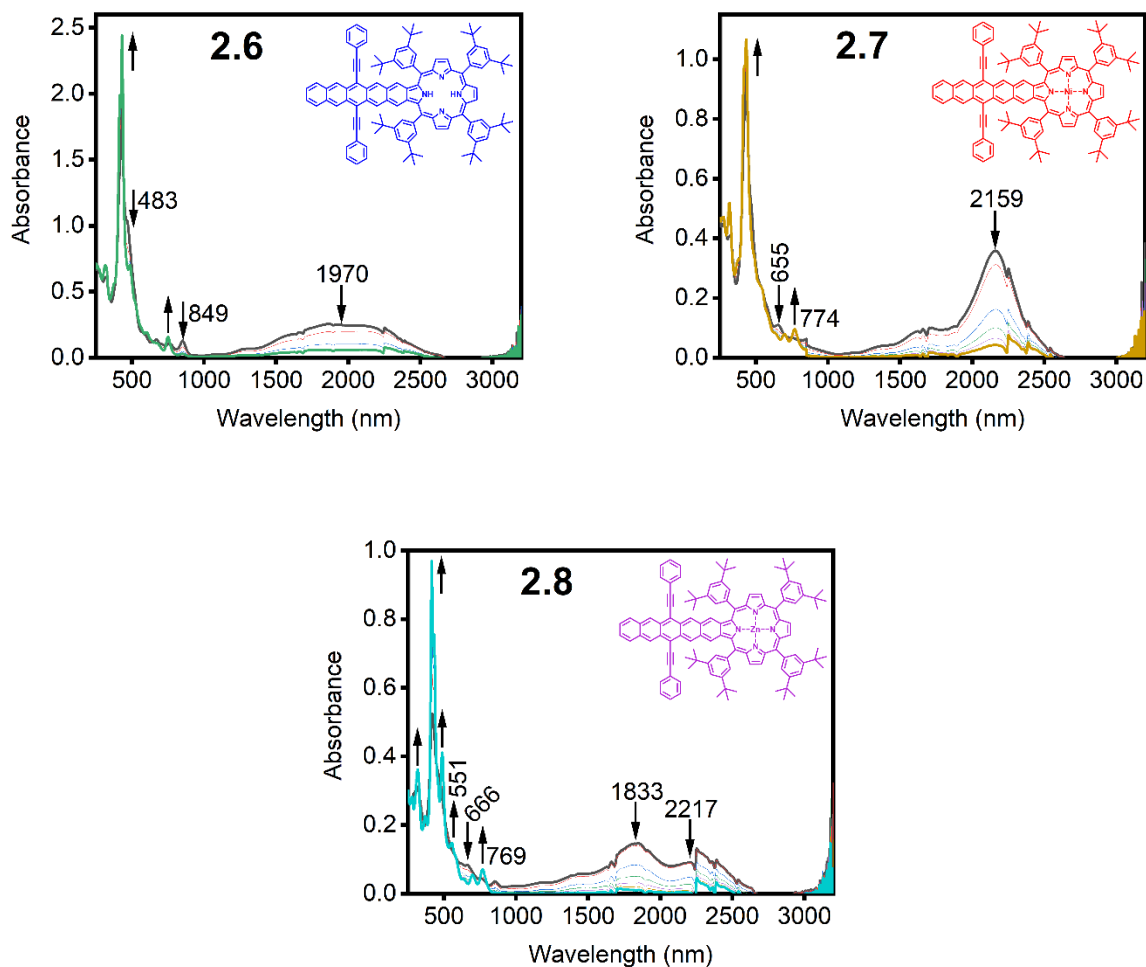 2.6
2.5
2.0
1.5
1.0
0.5
0.0
Absorbance
483
849
1970
NH
HN
N
N
500 1000 1500 2000 2500 3000
Wavelength (nm)
2.7
1.0
0.8
0.6
0.4
0.2
0.0
Absorbance
655
774
2159
N
N Ni N
N
500 1000 1500 2000 2500 3000
Wavelength (nm)
2.8
1.0
0.8
0.6
0.4
0.2
0.0
Absorbance
551
666
769
1833
2217
N
N Zn N
N
500 1000 1500 2000 2500 3000
Wavelength (nm)